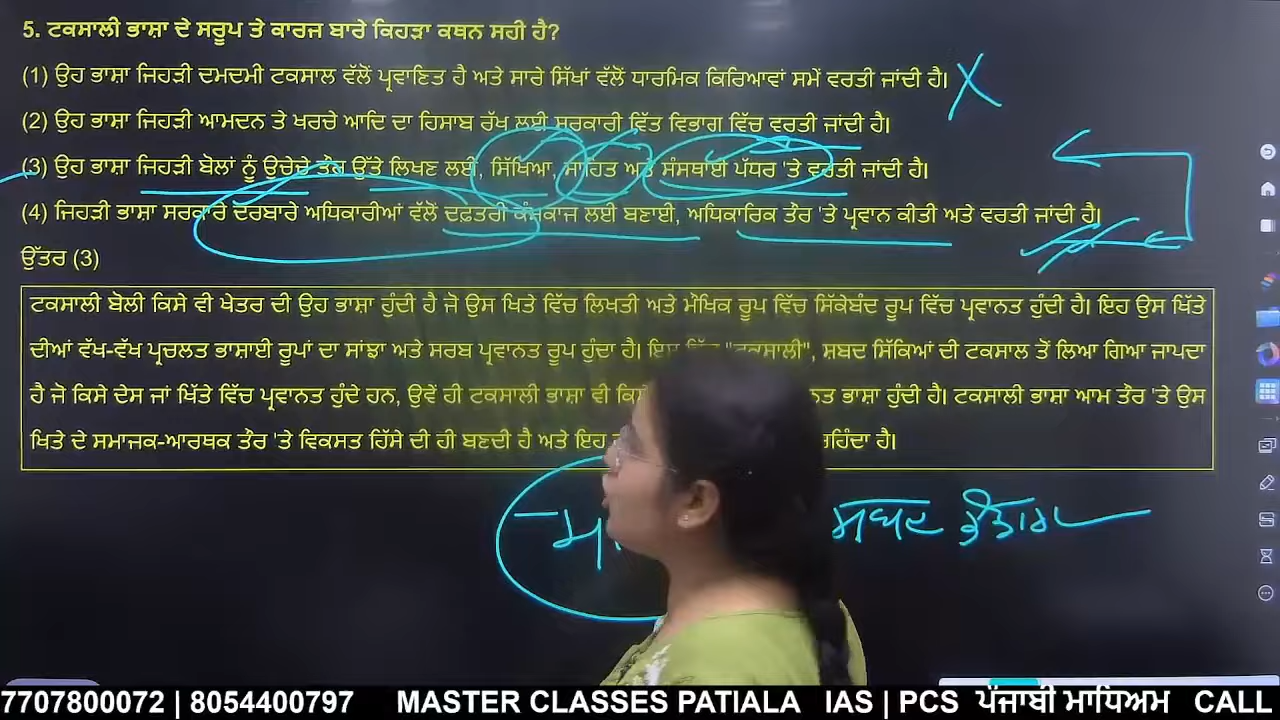 5. ਟਕਸਾਲੀ ਭਾਸ਼ਾ ਦੇ ਸਰੂਪ ਤੇ ਕਾਰਜ ਬਾਰੇ ਕਿਹੜਾ ਕਥਨ ਸਹੀ ਹੈ?
(1) ਉਹ ਭਾਸ਼ਾ ਜਿਹੜੀ ਦਮਦਮੀ ਟਕਸਾਲ ਵੱਲੋਂ ਪ੍ਰਵਾਣਿਤ ਹੈ ਅਤੇ ਸਾਰੇ ਸਿੱਖਾਂ ਵੱਲੋਂ ਧਾਰਮਿਕ ਕਿਰਿਆਵਾਂ ਸਮੇਂ ਵਰਤੀ ਜਾਂਦੀ ਹੈ।
(2) ਉਹ ਭਾਸ਼ਾ ਜਿਹੜੀ ਆਮਦਨ ਤੇ ਖਰਚੇ ਆਦਿ ਦਾ ਹਿਸਾਬ ਰੱਖ ਲਈ ਸਰਕਾਰੀ ਵਿੱਤ ਵਿਭਾਗ ਵਿੱਚ ਵਰਤੀ ਜਾਂਦੀ ਹੈ।
(3) ਉਹ ਭਾਸ਼ਾ ਜਿਹੜੀ ਬੋਲਾਂ ਨੂੰ ਉਚੇਚੇ ਤੌਰ ਉੱਤੇ ਲਿਖਣ ਲਈ, ਸਿੱਖਿਆ, ਸਾਹਿਤ ਅਤੇ ਸੰਸਥਾਈ ਪੱਧਰ 'ਤੇ ਵਰਤੀ ਜਾਂਦੀ ਹੈ।
(4) ਜਿਹੜੀ ਭਾਸ਼ਾ ਸਰਕਾਰੇ ਦਰਬਾਰੇ ਅਧਿਕਾਰੀਆਂ ਵੱਲੋਂ ਦਫ਼ਤਰੀ ਕੰਮਕਾਜ ਲਈ ਬਣਾਈ, ਅਧਿਕਾਰਿਕ ਤੌਰ 'ਤੇ ਪ੍ਰਵਾਨ ਕੀਤੀ ਅਤੇ ਵਰਤੀ ਜਾਂਦੀ ਹੈ।
ਉੱਤਰ (3)
ਟਕਸਾਲੀ ਬੋਲੀ ਕਿਸੇ ਵੀ ਖੇਤਰ ਦੀ ਉਹ ਭਾਸ਼ਾ ਹੁੰਦੀ ਹੈ ਜੋ ਉਸ ਖਿਤੇ ਵਿੱਚ ਲਿਖਤੀ ਅਤੇ ਮੌਖਿਕ ਰੂਪ ਵਿੱਚ ਸਿੱਕੇਬੰਦ ਰੂਪ ਵਿੱਚ ਪ੍ਰਵਾਨਤ ਹੁੰਦੀ ਹੈ। ਇਹ ਉਸ ਖਿੱਤੇ
ਦੀਆਂ ਵੱਖ-ਵੱਖ ਪ੍ਰਚਲਤ ਭਾਸ਼ਾਈ ਰੂਪਾਂ ਦਾ ਸਾਂਝਾ ਅਤੇ ਸਰਬ ਪ੍ਰਵਾਨਤ ਰੂਪ ਹੁੰਦਾ ਹੈ। "ਟਕਸਾਲੀ", ਸ਼ਬਦ ਸਿੱਕਿਆਂ ਦੀ ਟਕਸਾਲ ਤੋਂ ਲਿਆ ਗਿਆ ਜਾਪਦਾ
ਹੈ ਜੋ ਕਿਸੇ ਦੇਸ ਜਾਂ ਖਿੱਤੇ ਵਿੱਚ ਪ੍ਰਵਾਨਤ ਹੁੰਦੇ ਹਨ, ਉਵੇਂ ਹੀ ਟਕਸਾਲੀ ਭਾਸ਼ਾ ਵੀ ਭਾਸ਼ਾ ਹੁੰਦੀ ਹੈ। ਟਕਸਾਲੀ ਭਾਸ਼ਾ ਆਮ ਤੌਰ 'ਤੇ ਉਸ
ਖਿਤੇ ਦੇ ਸਮਾਜਕ-ਆਰਥਕ ਤੌਰ 'ਤੇ ਵਿਕਸਤ ਹਿੱਸੇ ਦੀ ਹੀ ਬਣਦੀ ਹੈ ਅਤੇ ਇਹ ਰਹਿੰਦਾ ਹੈ।
7707800072 | 8054400797 MASTER CLASSES PATIALA IAS | PCS ਪੰਜਾਬੀ ਮਾਧਿਅਮ CALL